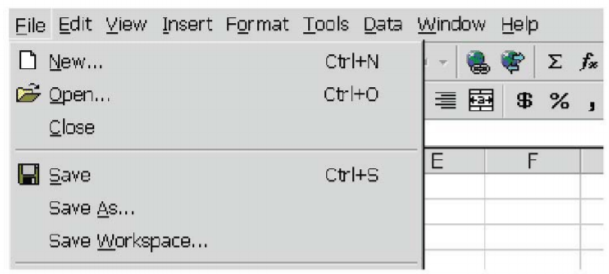 File Edit View Insert Format Tools Data Window Help
New... Ctrl+N
Open... Ctrl+O
Close
Save Ctrl+S
Save As...
Save Workspace...
Σ fx
$ % ,
E F